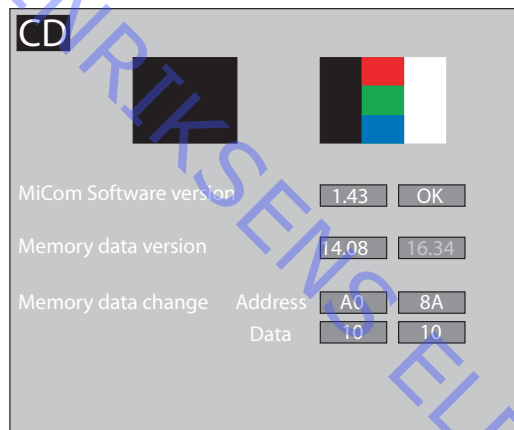 CD
MiCom Software version 1.43 OK
Memory data version 14.08 16.34
Memory data change Address A0 8A
Data 10 10